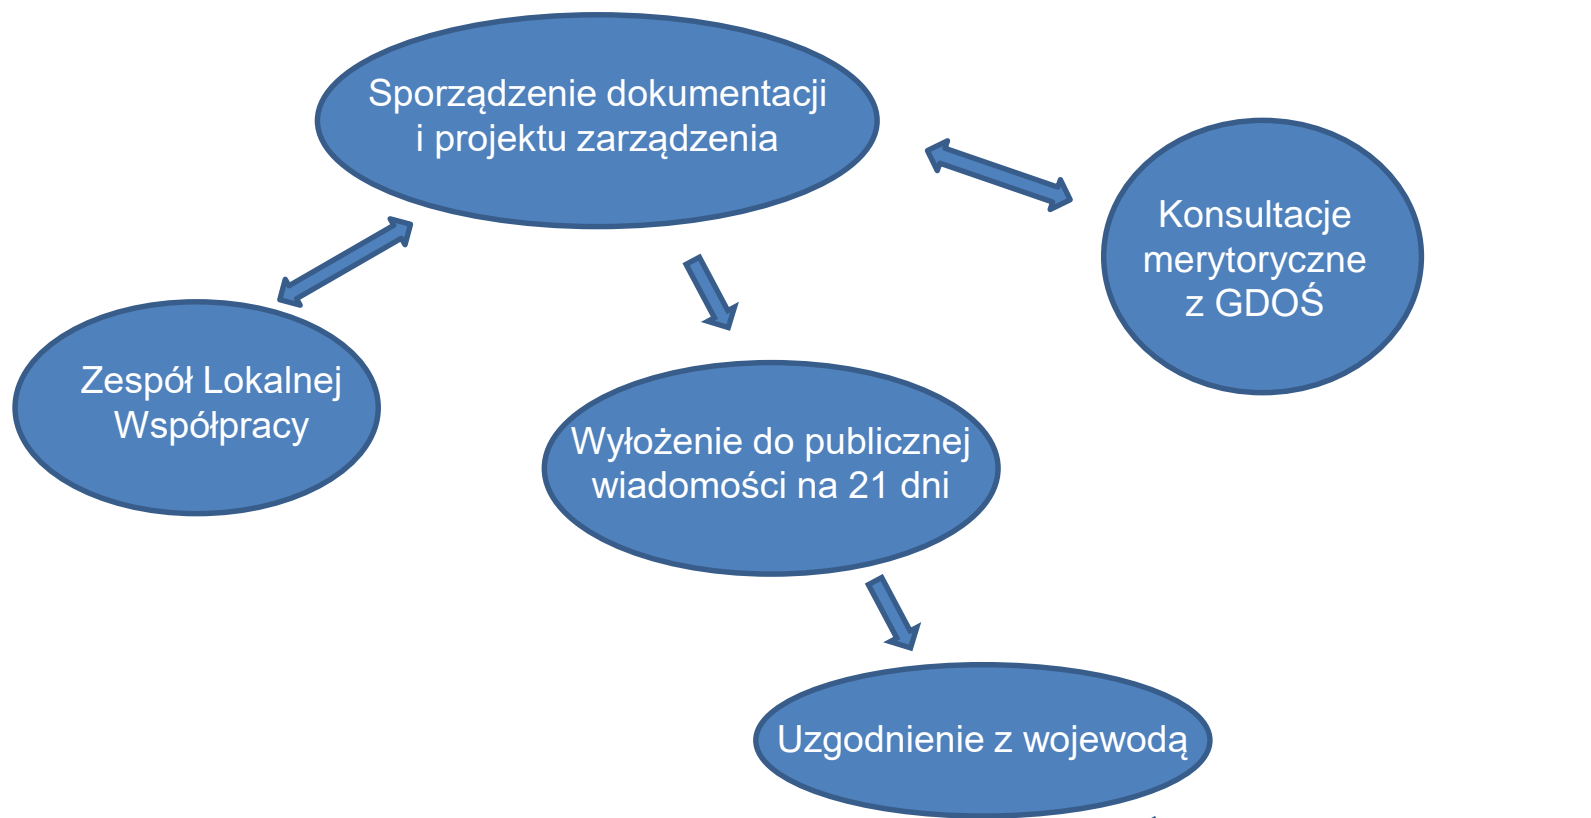 Sporządzenie dokumentacji
i projektu zarządzenia
Konsultacje
merytoryczne
z GDOŚ
Zespół Lokalnej
Współpracy
Wyłożenie do publicznej
wiadomości na 21 dni
Uzgodnienie z wojewodą